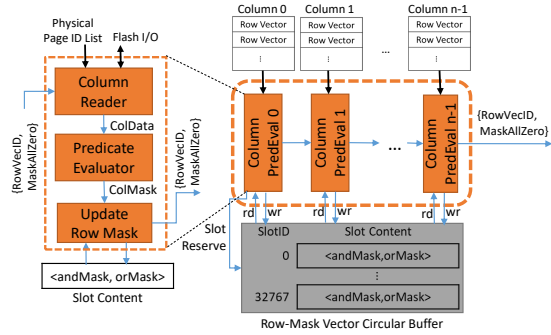 Physical
Page ID List
Flash I/O
Column
Reader
ColData
Predicate
Evaluator
ColMask
Update
Row Mask
{RowVecID,
MaskAllZero}
{RowVecID,
MaskAllZero}
<andMask, orMask>
Slot Content
Column 0
Row Vector
Row Vector
⋮
Column 1
Row Vector
Row Vector
⋮
...
Column n-1
Row Vector
Row Vector
⋮
Column
PredEval 0
Column
PredEval 1
...
Column
PredEval n-1
{RowVecID,
MaskAllZero}
rd
wr
rd
wr
rd
wr
Slot
Reserve
SlotID
Slot Content
0
<andMask,orMask>
⋮
32767
<andMask,orMask>
Row-Mask Vector Circular Buffer